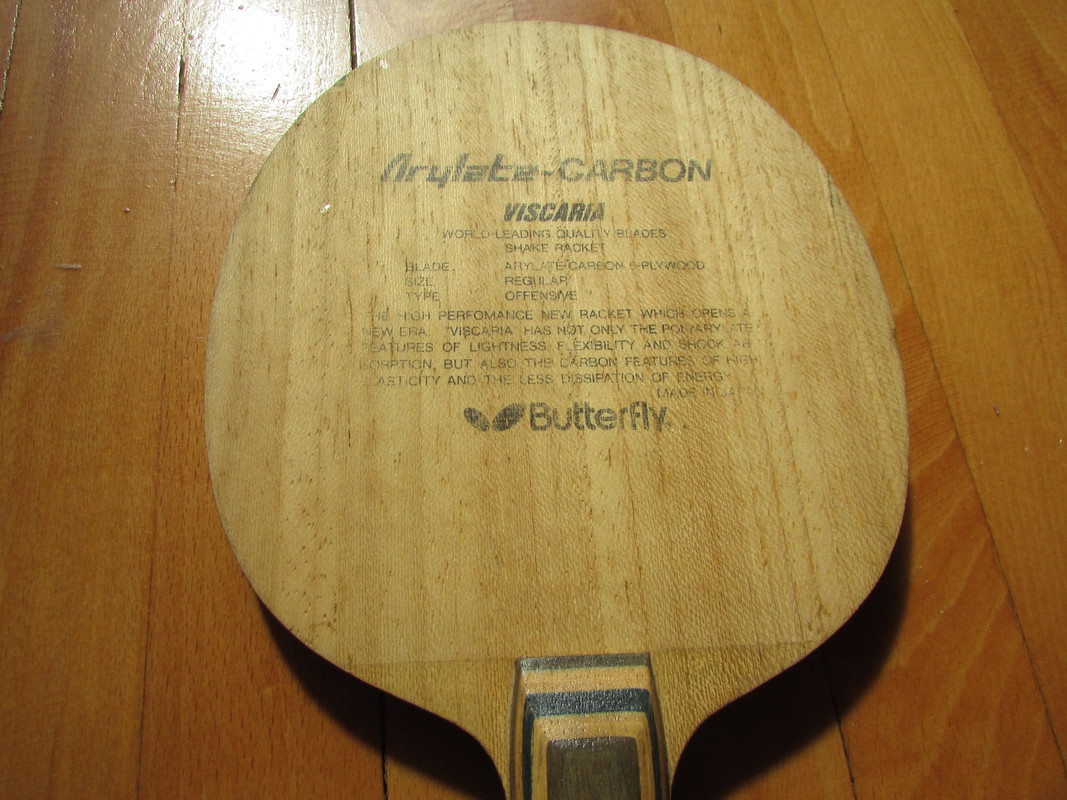 Arylate-CARBON
VISCARIA
WORLD LEADING QUALITY BLADES
SHAKE RACKET
BLADE ARYLATE-CARBON 5-PLYWOOD
SIZE REGULAR
TYPE OFFENSIVE
HIGH PERFOMANCE NEW RACKET WHICH OPENS A
NEW ERA. "VISCARIA HAS NOT ONLY THE POLYARYLATE
FEATURES OF LIGHTNESS, FLEXIBILITY AND SHOCK AB-
SORPTION, BUT ALSO THE CARBON FEATURES OF HIGH
ELASTICITY AND THE LESS DISSIPATION OF ENERGY
MADE IN JAPAN
Butterfly